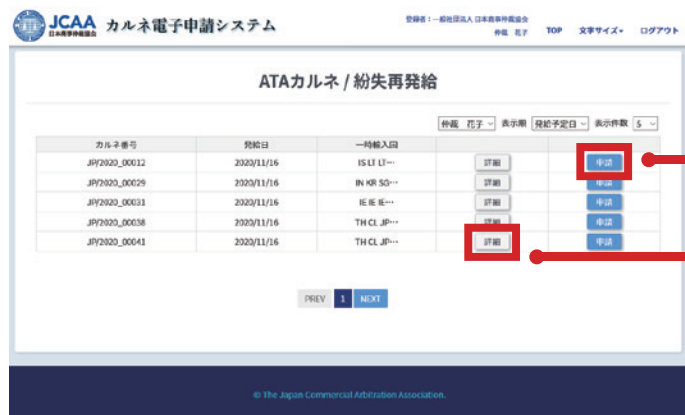 JCAA 日本商事仲裁協会 カルネ電子申請システム
登録者：一般社団法人 日本商事仲裁協会
仲裁 花子 TOP 文字サイズ ログアウト
ATAカルネ / 紛失再発給
仲裁 花子 表示順 発給予定日 表示件数 5
カルネ番号 発給日 一時輸入国
JP/2020_00012 2020/11/16 IS LT LT… 詳細 申請
JP/2020_00029 2020/11/16 IN KR SG… 詳細 申請
JP/2020_00031 2020/11/16 IE IE IE… 詳細 申請
JP/2020_00038 2020/11/16 TH CL JP… 詳細 申請
JP/2020_00041 2020/11/16 TH CL JP… 詳細 申請
PREV 1 NEXT
© The Japan Commercial Arbitration Association.